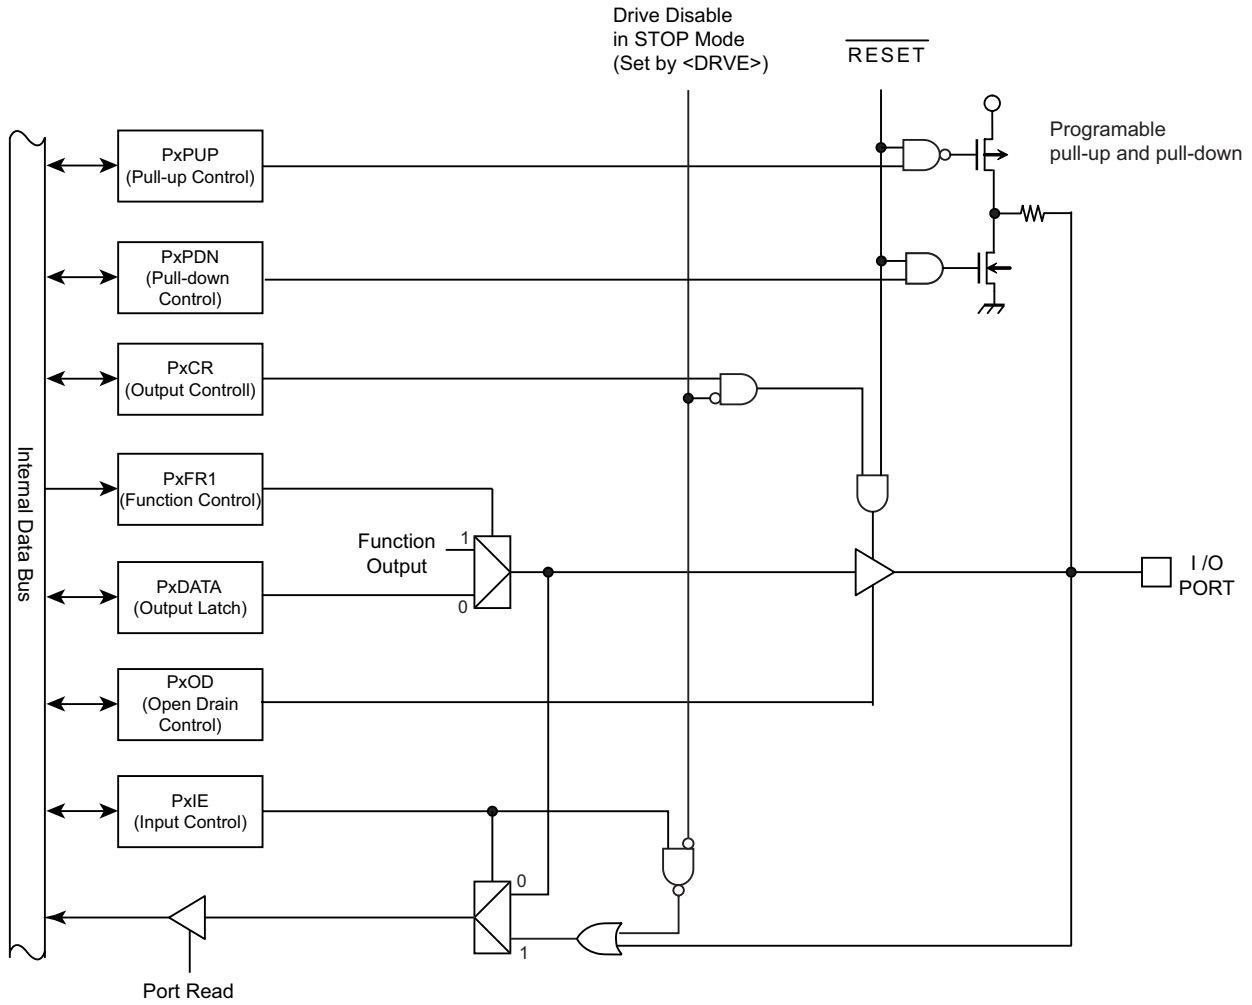 Drive Disable
in STOP Mode
(Set by <DRVE>)
RESET
Programable
pull-up and pull-down
PxPUP
(Pull-up Control)
PxPDN
(Pull-down
Control)
PxCR
(Output Controll)
PxFR1
(Function Control)
Internal Data Bus
Function
Output
1
0
PxDATA
(Output Latch)
I /O
PORT
PxOD
(Open Drain
Control)
PxIE
(Input Control)
0
1
Port Read